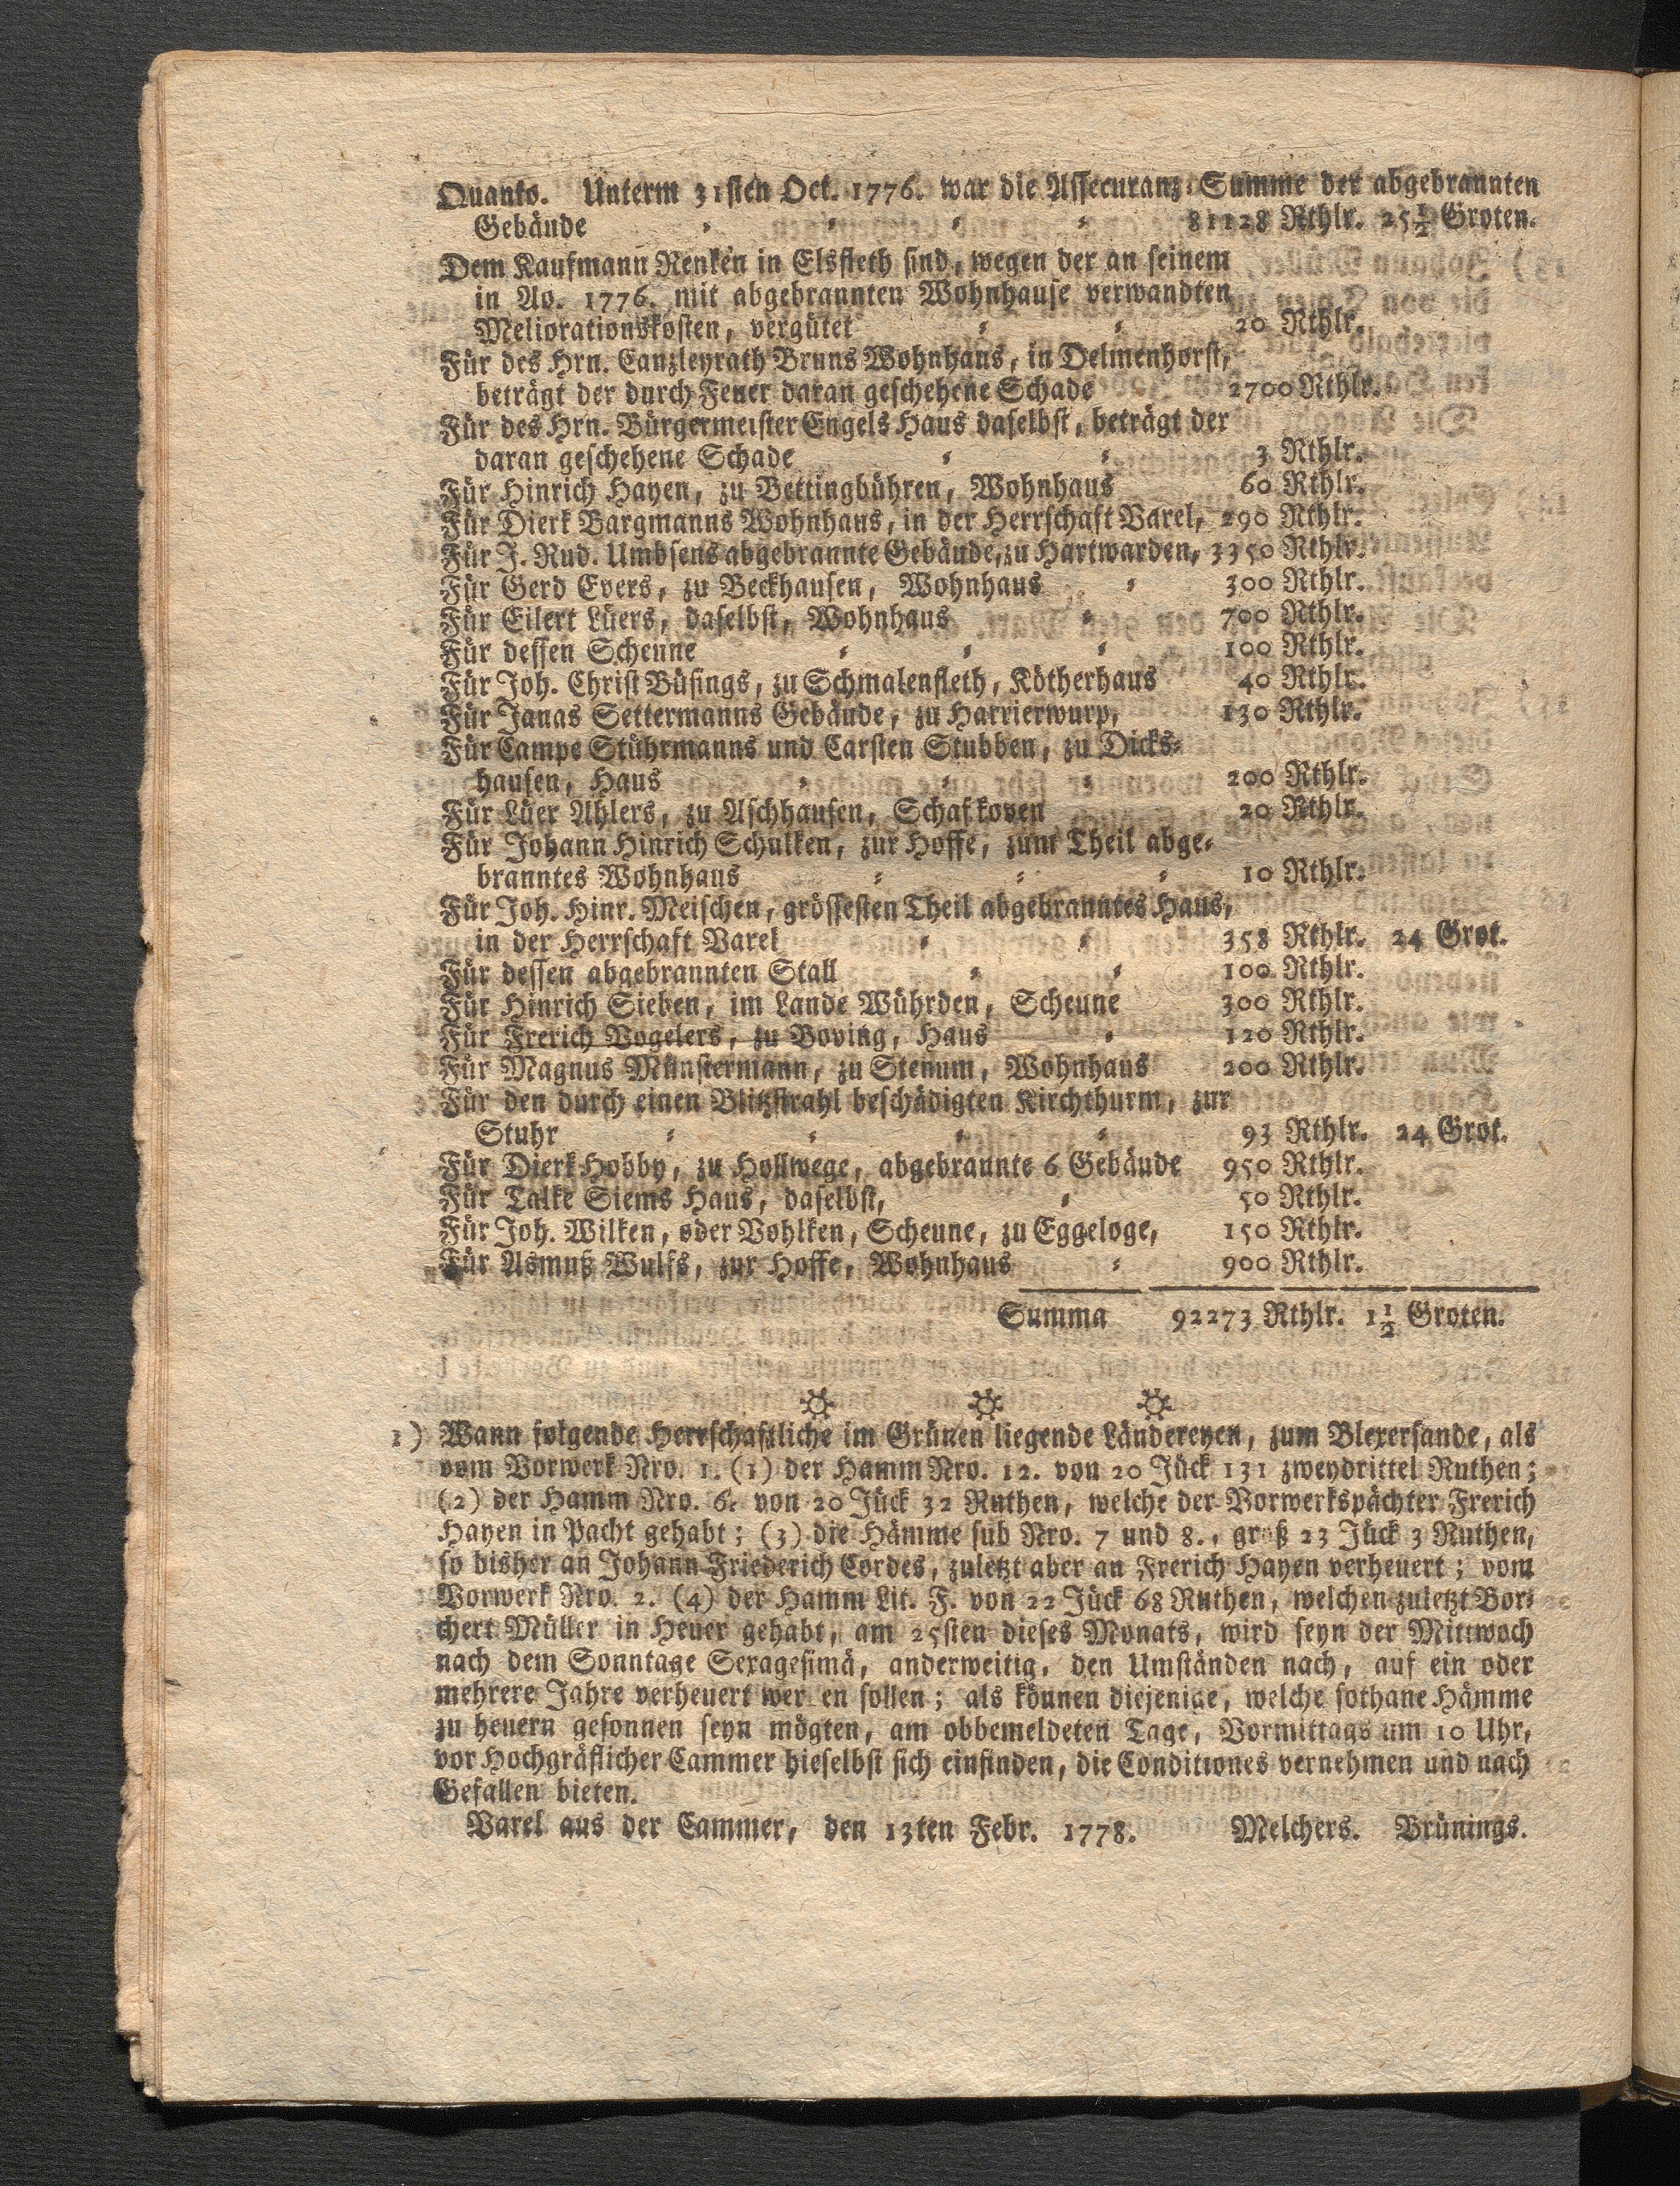 Quanto. Unterm 31sten Oct. 1776. war die Assecuranz-Summe der abgebrannten
Gebände 81128 Rthlr. 25½ Groten.
Dem Kaufmann Renken in Elsfleth sind, wegen der an seinem
in Ao. 1776. mit abgebrannten Wohnhause verwandten
Meliorationskosten, vergütet 20 Rthlr.
Für des Hrn. Canzleyrath Bruns Wohnhaus, in Delmenhorst,
beträgt der durch Feuer daran geschehene Schade 2700 Rthlr.
Für des Hrn. Bürgermeister Engels Haus daselbst, beträgt der
daran geschehene Schade 3 Rthlr.
Für Hinrich Hayen, zu Bettingbühren, Wohnhaus 60 Rthlr.
Für Dierk Bargmanns Wohnhaus, in der Herrschaft Varel, 290 Rthlr.
Für J. Rud. Umbsens abgebrannte Gebäude, zu Hartwarden, 3350 Rthlr.
Für Gerd Evers, zu Beckhausen, Wohnhaus 300 Rthlr.
Für Eilert Lüers, daselbst, Wohnhaus 700 Rthlr.
Für dessen Scheune 100 Rthlr.
Für Joh. Christ Büsings, zu Schmalenfleth, Kötherhaus 40 Rthlr.
Für Janas Settermanns Gebäude, zu Harrierwurp, 130 Rthlr.
Für Campe Stührmanns und Carsten Stubben, zu Dicks-
hausen, Haus 200 Rthlr.
Für Lüer Ahlers, zu Aschhausen, Schafkoven 20 Rthlr.
Für Johann Hinrich Schulken, zur Hoffe, zum Theil abge-
branntes Wohnhaus 10 Rthlr.
Für Joh. Hinr. Meischen, grössesten Theil abgebranntes Haus,
in der Herrschaft Varel 358 Rthlr. 24 Grot.
Für dessen abgebrannten Stall 100 Rthlr.
Für Hinrich Sieben, im Lande Wührden, Scheune 300 Rthlr.
Für Frerich Vogelers, zu Boving, Haus 120 Rthlr.
Für Magnus Münstermann, zu Stenum, Wohnhaus 200 Rthlr.
Für den durch einen Blitzstrahl beschädigten Kirchthurm, zur
Stuhr 93 Rthlr. 24 Grot.
Für Dierk Hobby, zu Hollwege, abgebrannte 6 Gebäude 950 Rthlr.
Für Talke Siems Haus, daselbst, 50 Rthlr.
Für Joh. Wilken, oder Vohlken, Scheune, zu Eggeloge, 150 Rthlr.
Für Asmuß Wulfs, zur Hoffe, Wohnhaus 900 Rthlr.
Summa 92273 Rthlr. 1½ Groten.
1) Wann folgende Herrschaftliche im Grünen liegende Ländereyen, zum Blexersande, als
vom Vorwerk Nro. 1. (1) der Hamm Nro. 12. von 20 Jück 131 zweydrittel Ruthen;
(2) der Hamm Nro. 6. von 20 Jück 32 Ruthen, welche der Vorwerkspächter Frerich
Hayen in Pacht gehabt; (3) die Hämme sub Nro. 7 und 8., groß 23 Jück 3 Ruthen,
so bisher an Johann Friederich Cordes, zuletzt aber an Frerich Hayen verheuert; vom
Vorwerk Nro. 2. (4) der Hamm Lit. F. von 22 Jück 68 Ruthen, welchen zuletzt Bor-
chert Müller in Heuer gehabt, am 25sten dieses Monats, wird seyn der Mittwoch
nach dem Sonntage Sexagesimä, anderweitig, den Umständen nach, auf ein oder
mehrere Jahre verheuert wer en sollen; als können diejenige, welche sothane Hämme
zu heuern gesonnen seyn mögten, am obbemeldeten Tage, Vormittags um 10 Uhr,
vor Hochgräflicher Cammer hieselbst sich einfinden, die Conditiones vernehmen und nach
Gefallen bieten.
Varel aus der Cammer, den 13ten Febr. 1778. Melchers. Brünings.